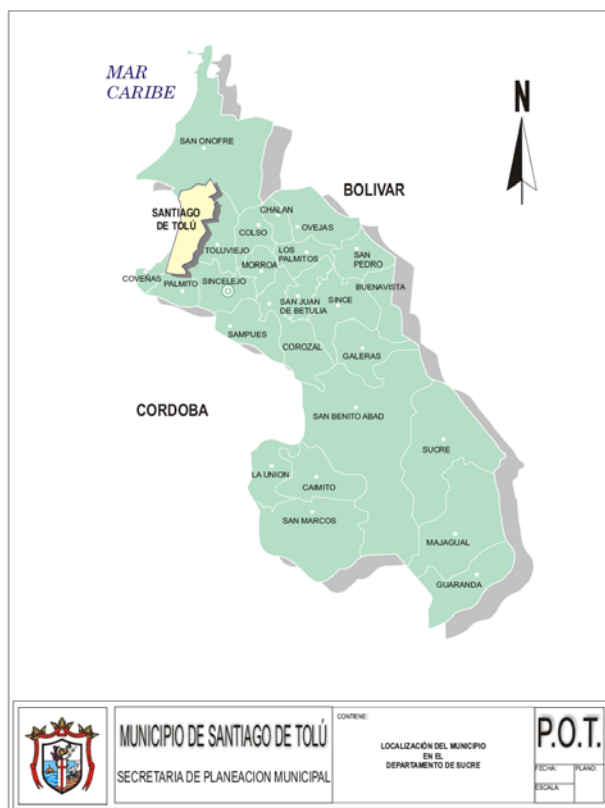 MAR
CARIBE
N
SAN ONOFRE
BOLIVAR
SANTIAGO
DE TOLÚ
CHALAN
COLSO
OVEJAS
TOLUVIEJO
LOS
PALMITOS
SAN
PEDRO
MORROA
COVEÑAS
PALMITO
SINCELEJO
BUENAVISTA
SAN JUAN
DE BETULIA
SINCE
SAMPUES
COROZAL
GALERAS
CORDOBA
SAN BENITO ABAD
SUCRE
LA UNION
CAIMITO
SAN MARCOS
MAJAGUAL
GUARANDA
MUNICIPIO DE SANTIAGO DE TOLÚ
SECRETARIA DE PLANEACION MUNICIPAL
CONTIENE:
LOCALIZACIÓN DEL MUNICIPIO
EN EL
DEPARTAMENTO DE SUCRE
P.O.T.
FECHA: PLANO:
ESCALA: